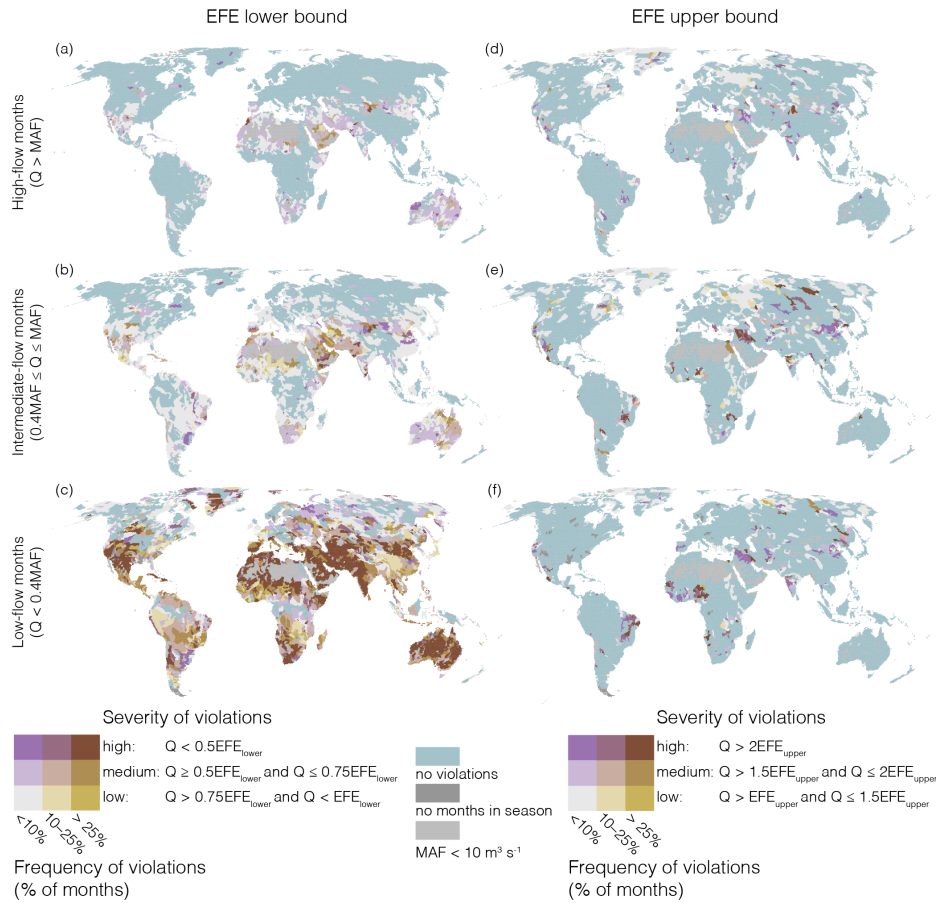 EFE lower bound
EFE upper bound
High-flow months
(Q > MAF)
(a)
(d)
Intermediate-flow months
(0.4MAF ≤ Q ≤ MAF)
(b)
(e)
Low-flow months
(Q < 0.4MAF)
(c)
(f)
Severity of violations
high: Q < 0.5EFElower
medium: Q ≥ 0.5EFElower and Q ≤ 0.75EFElower
low: Q > 0.75EFElower and Q < EFElower
<10%
10–25%
> 25%
Frequency of violations
(% of months)
no violations
no months in season
MAF < 10 m³ s⁻¹
Severity of violations
high: Q > 2EFEupper
medium: Q > 1.5EFEupper and Q ≤ 2EFEupper
low: Q > EFEupper and Q ≤ 1.5EFEupper
<10%
10–25%
> 25%
Frequency of violations
(% of months)